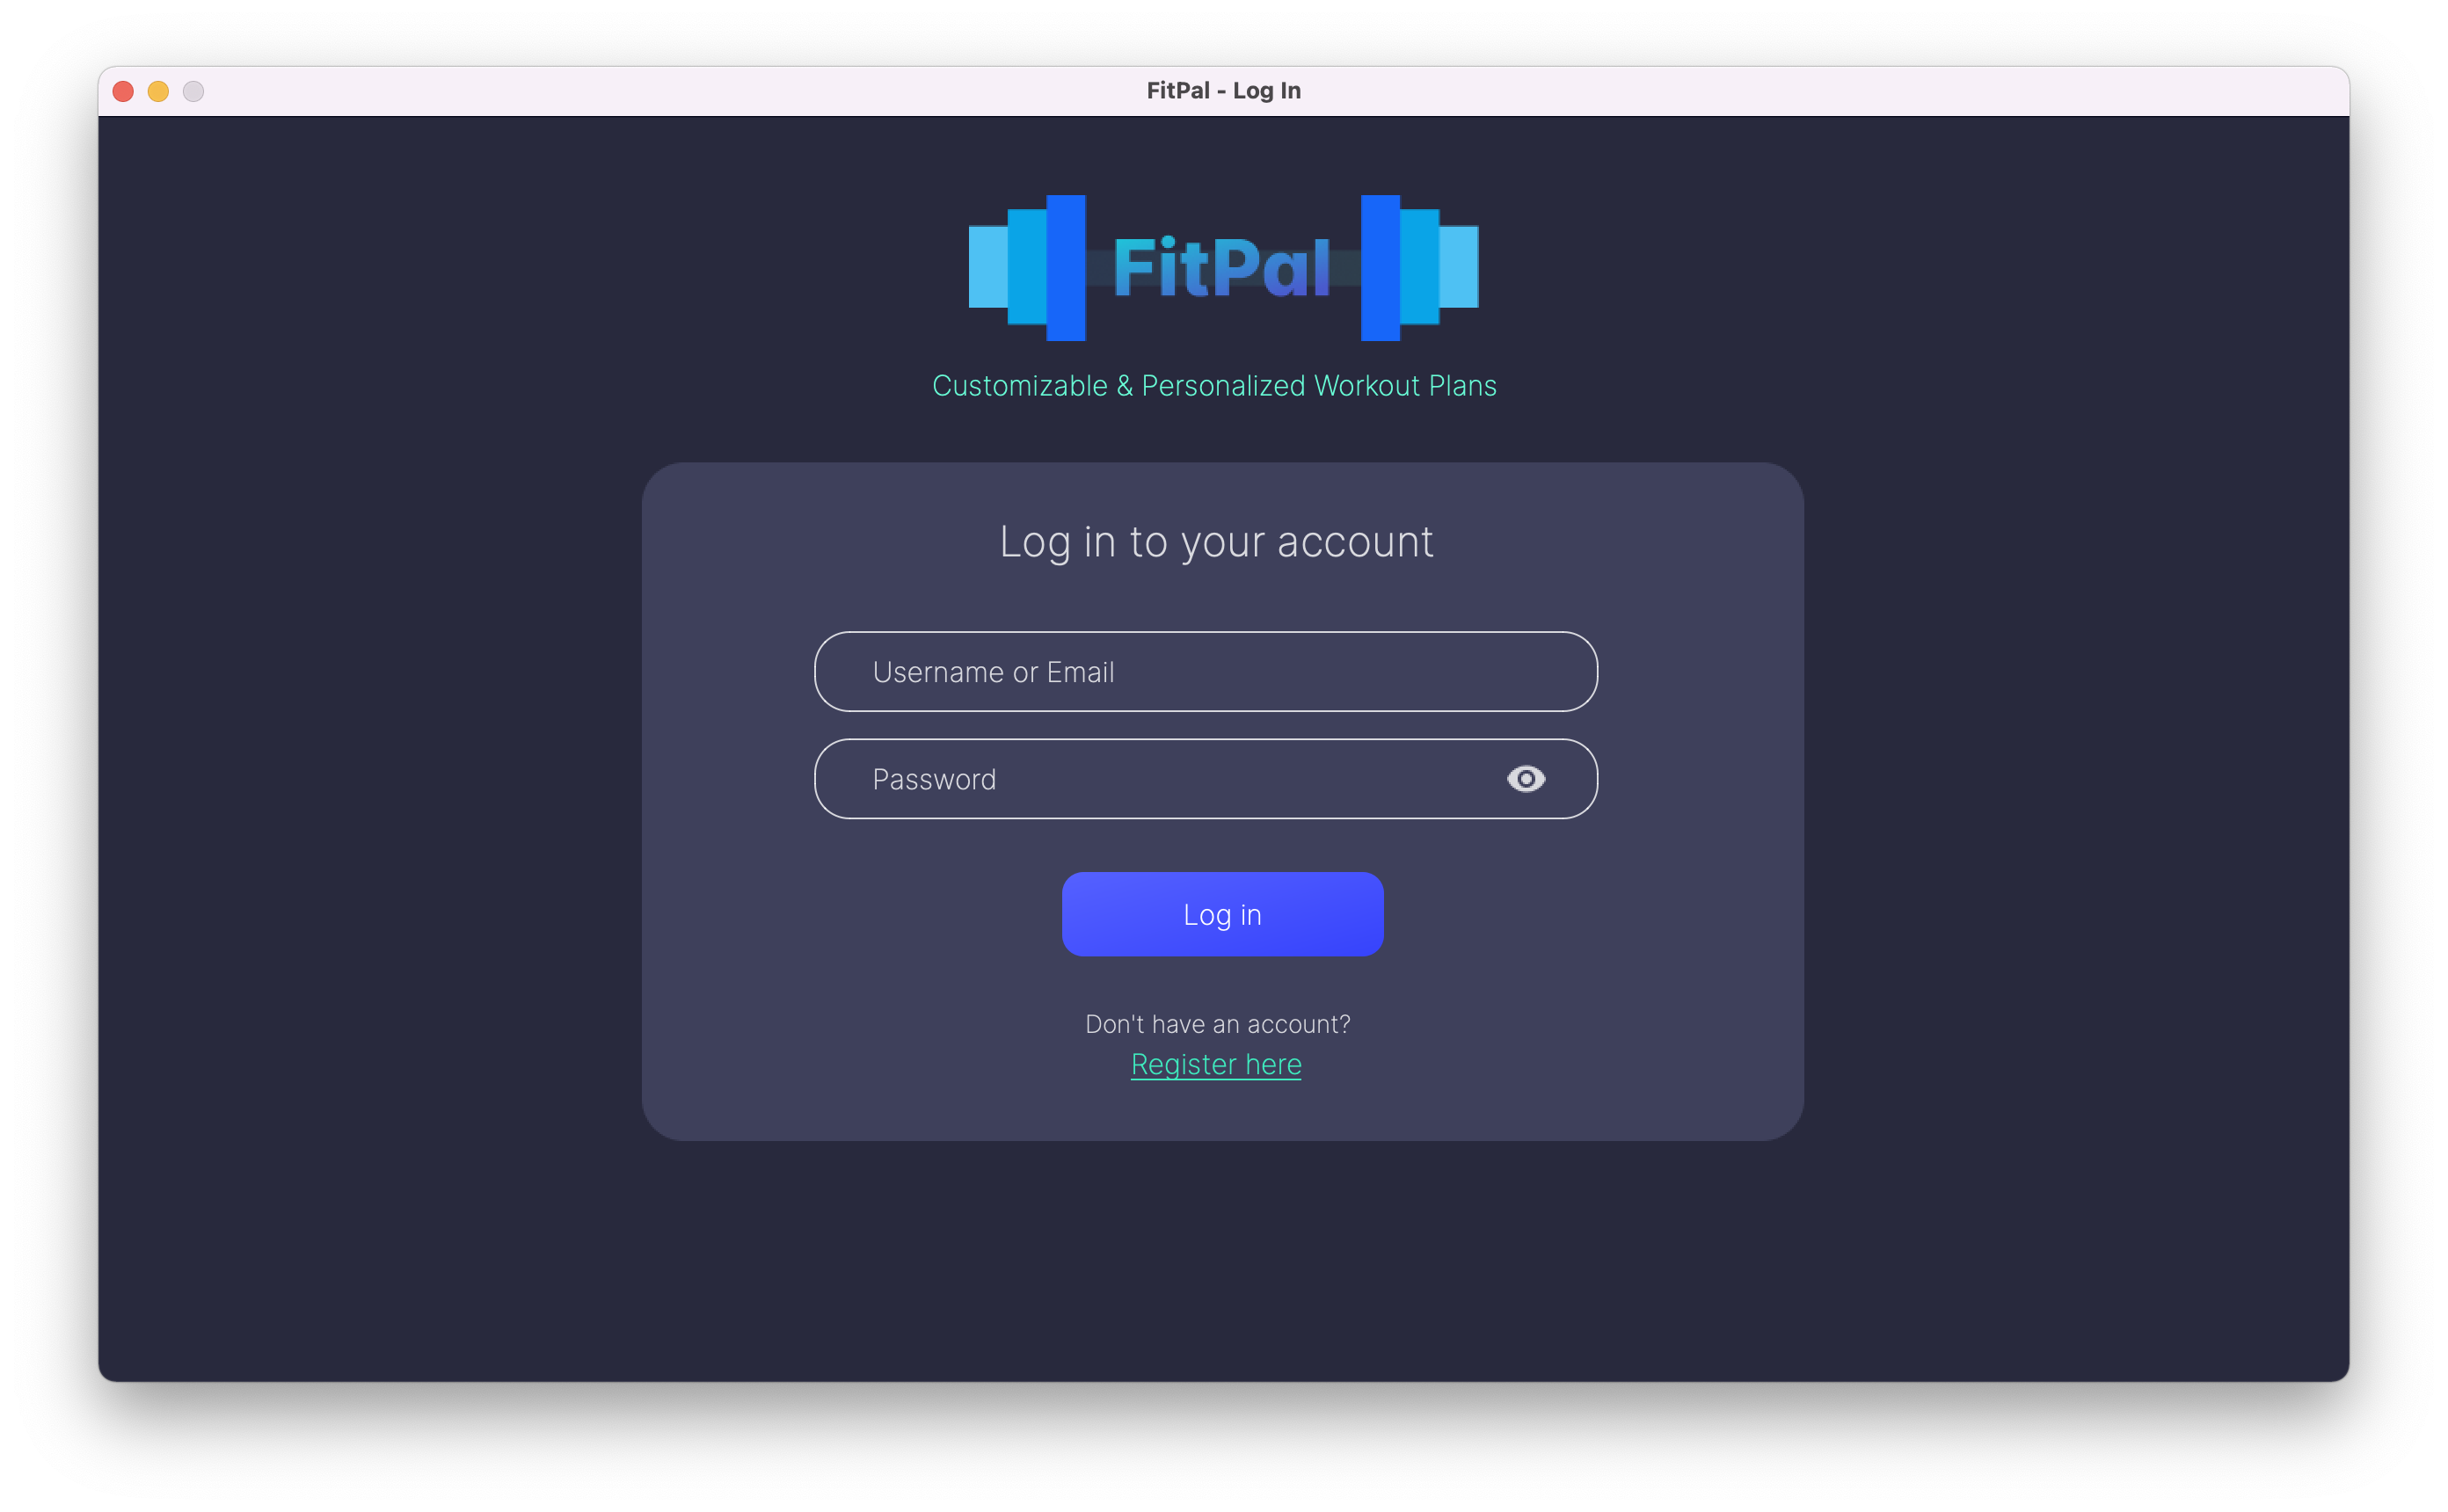 FitPal - Log In
FitPal
Customizable & Personalized Workout Plans
Log in to your account
Username or Email
Password
Log in
Don't have an account?
Register here